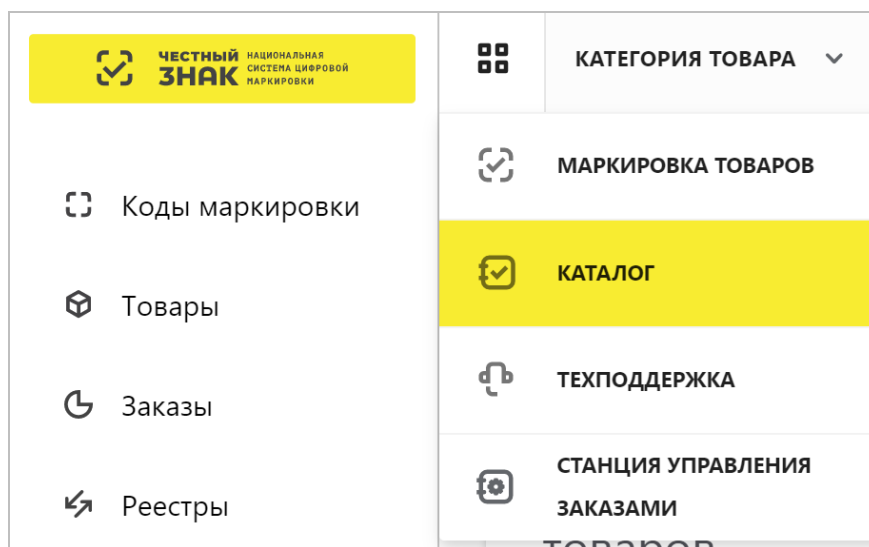 ЧЕСТНЫЙ
ЗНАК
НАЦИОНАЛЬНАЯ
СИСТЕМА ЦИФРОВОЙ
МАРКИРОВКИ
Коды маркировки
Товары
Заказы
Реестры
КАТЕГОРИЯ ТОВАРА
МАРКИРОВКА ТОВАРОВ
КАТАЛОГ
ТЕХПОДДЕРЖКА
СТАНЦИЯ УПРАВЛЕНИЯ
ЗАКАЗАМИ
товаров